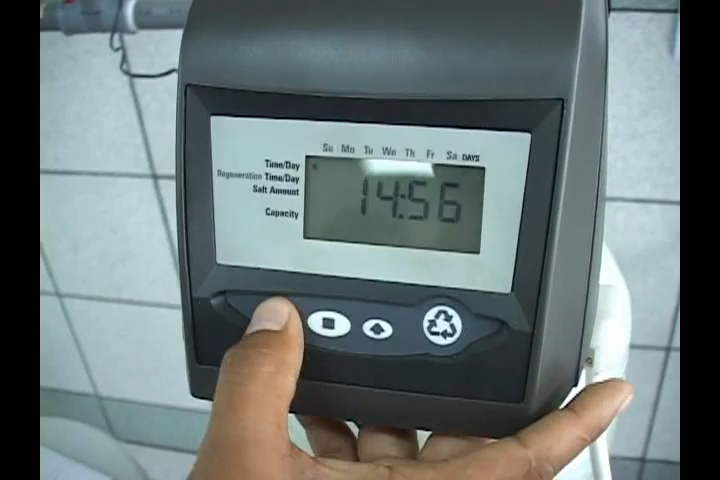 Su Mo Tu We Th Fr Sa DAYS
Time/Day
Regeneration Time/Day
Salt Amount
Capacity
14:56